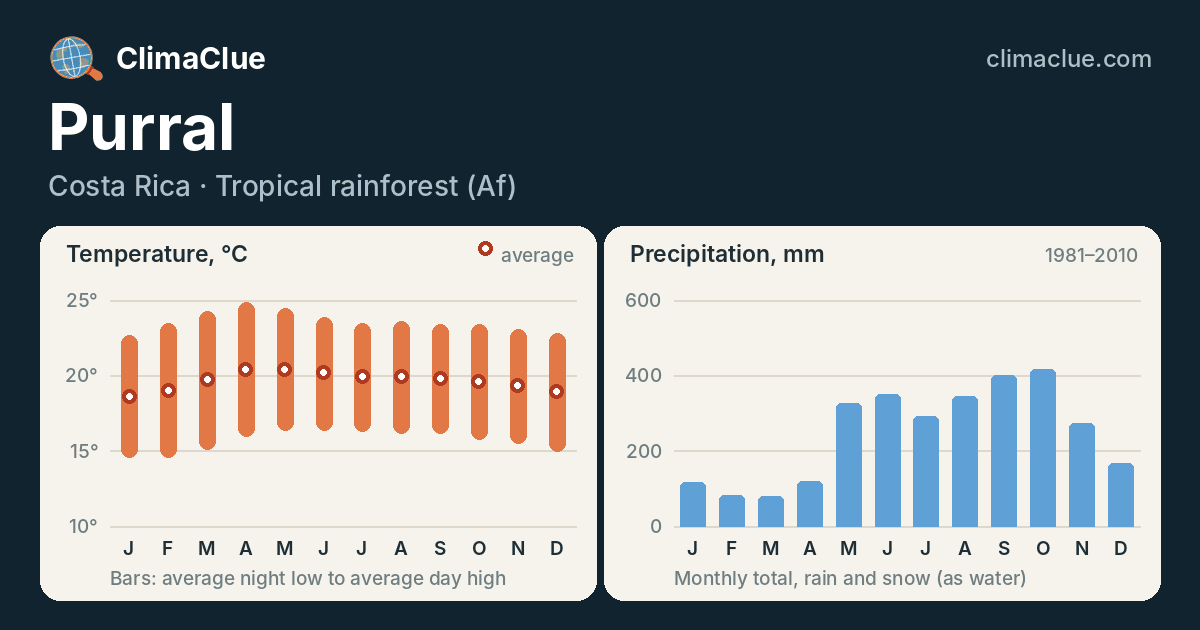 ClimaClue
climaclue.com
Purral
Costa Rica · Tropical rainforest (Af)
Temperature, °C
average
25°
20°
15°
10°
J F M A M J J A S O N D
Bars: average night low to average day high
Precipitation, mm
1981–2010
600
400
200
0
J F M A M J J A S O N D
Monthly total, rain and snow (as water)